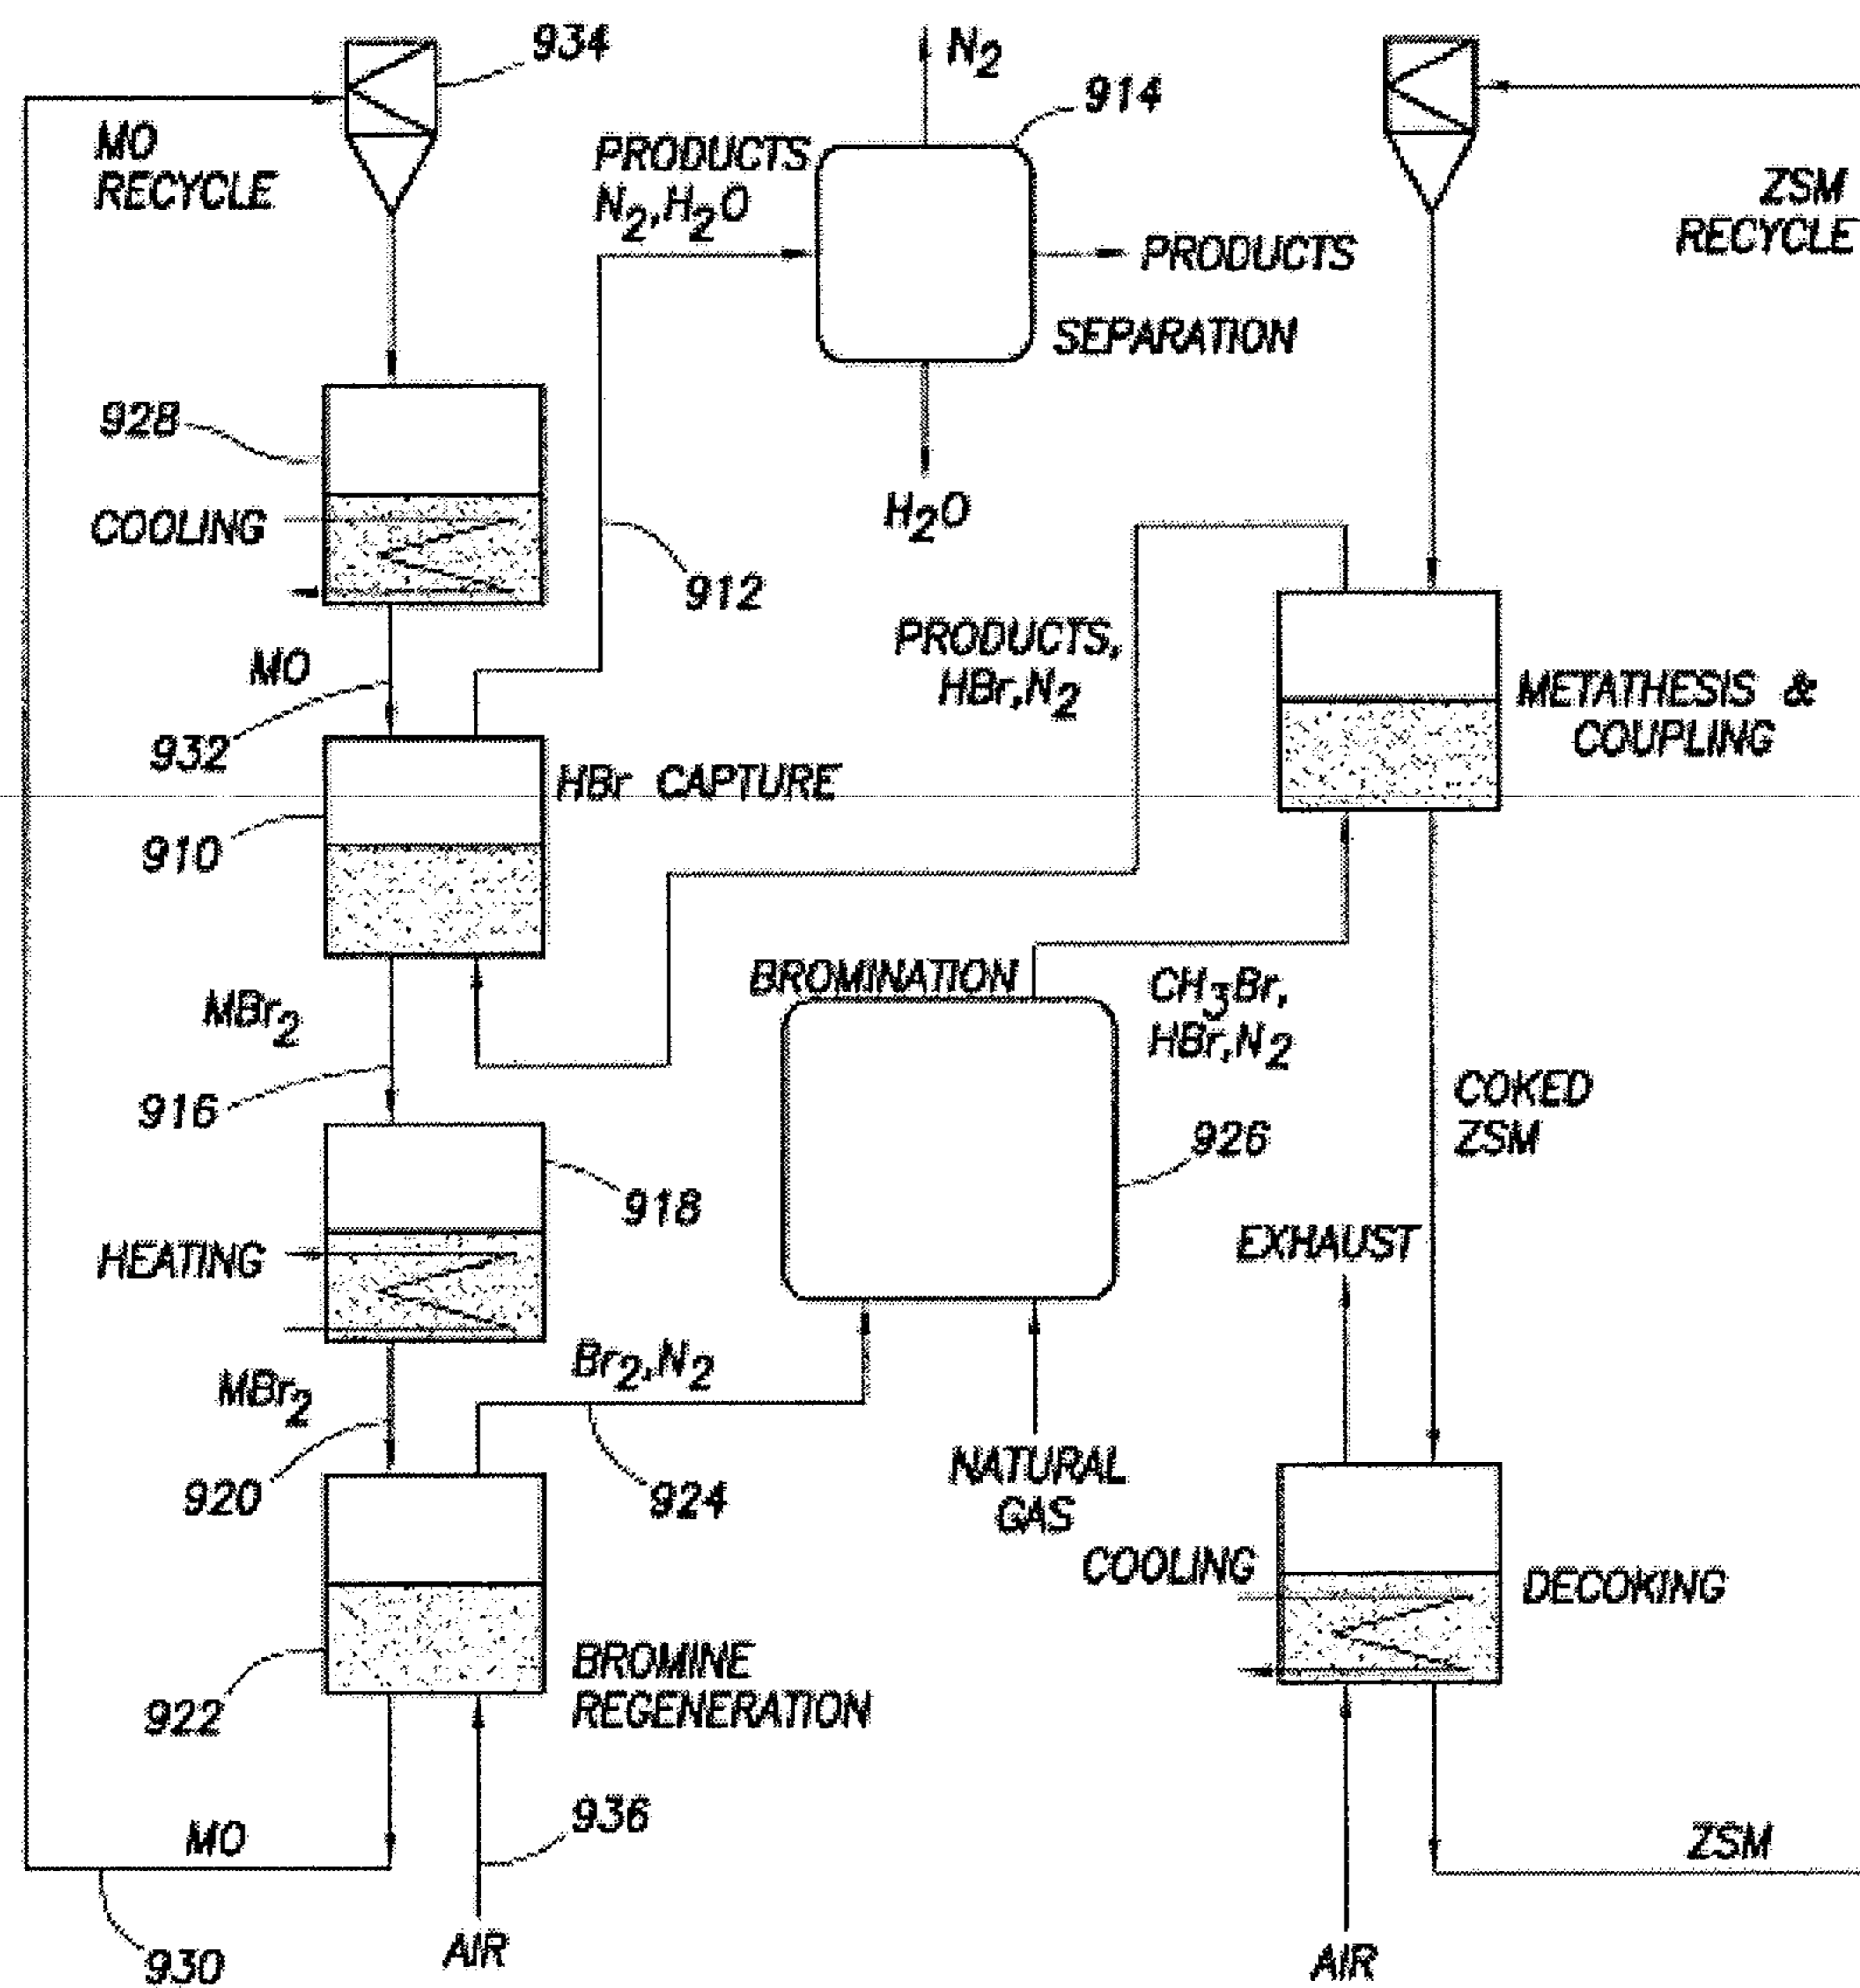 934
N2
914
MO
RECYCLE
PRODUCTS
N2,H2O
PRODUCTS
ZSM
RECYCLE
SEPARATION
928
COOLING
H2O
912
PRODUCTS,
HBr,N2
MO
METATHESIS &
COUPLING
932
HBr CAPTURE
910
BROMINATION
CH3Br,
HBr,N2
MBr2
916
COKED
ZSM
926
918
HEATING
EXHAUST
Br2,N2
MBr2
920
924
NATURAL
GAS
COOLING
DECOKING
BROMINE
REGENERATION
922
936
MO
ZSM
AIR
930
AIR